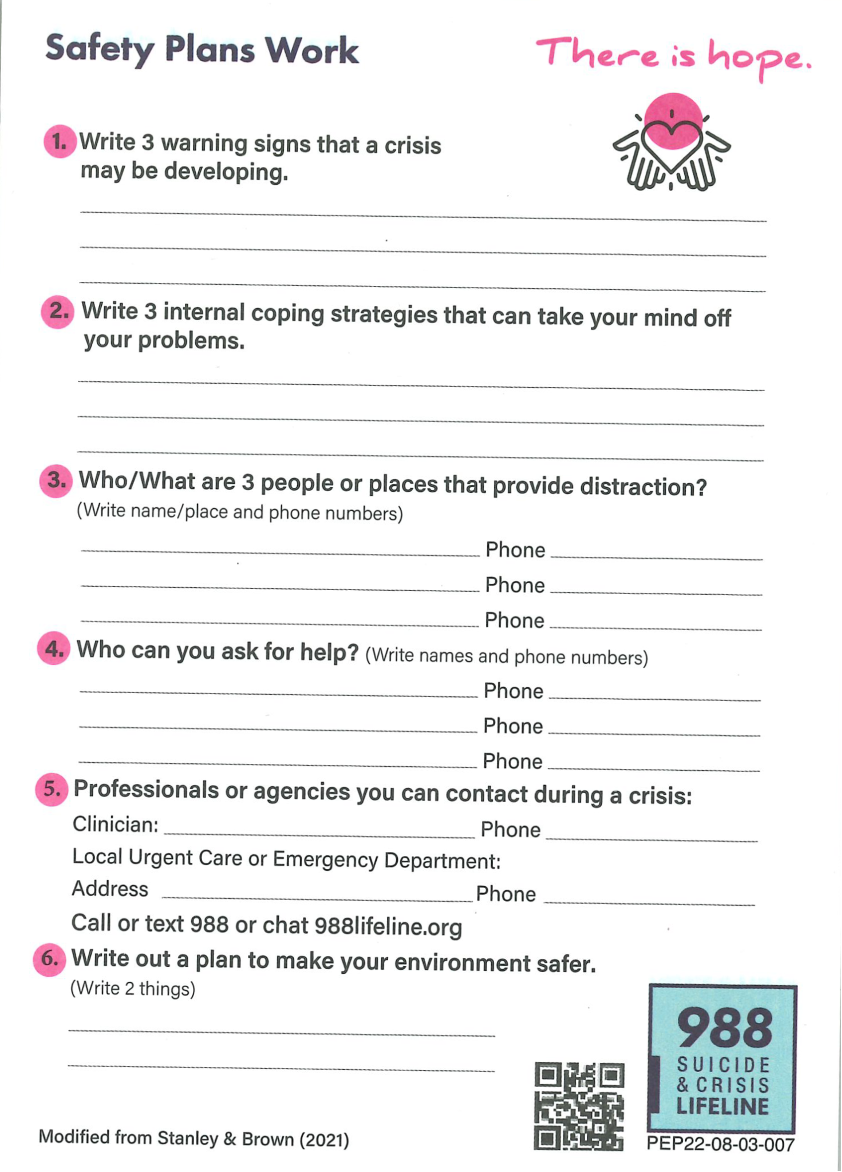 Safety Plans Work
There is hope.
1. Write 3 warning signs that a crisis
may be developing.
2. Write 3 internal coping strategies that can take your mind off
your problems.
3. Who/What are 3 people or places that provide distraction?
(Write name/place and phone numbers)
Phone
Phone
Phone
4. Who can you ask for help? (Write names and phone numbers)
Phone
Phone
Phone
5. Professionals or agencies you can contact during a crisis:
Clinician: Phone
Local Urgent Care or Emergency Department:
Address Phone
Call or text 988 or chat 988lifeline.org
6. Write out a plan to make your environment safer.
(Write 2 things)
988
SUICIDE
& CRISIS
LIFELINE
Modified from Stanley & Brown (2021)
PEP22-08-03-007